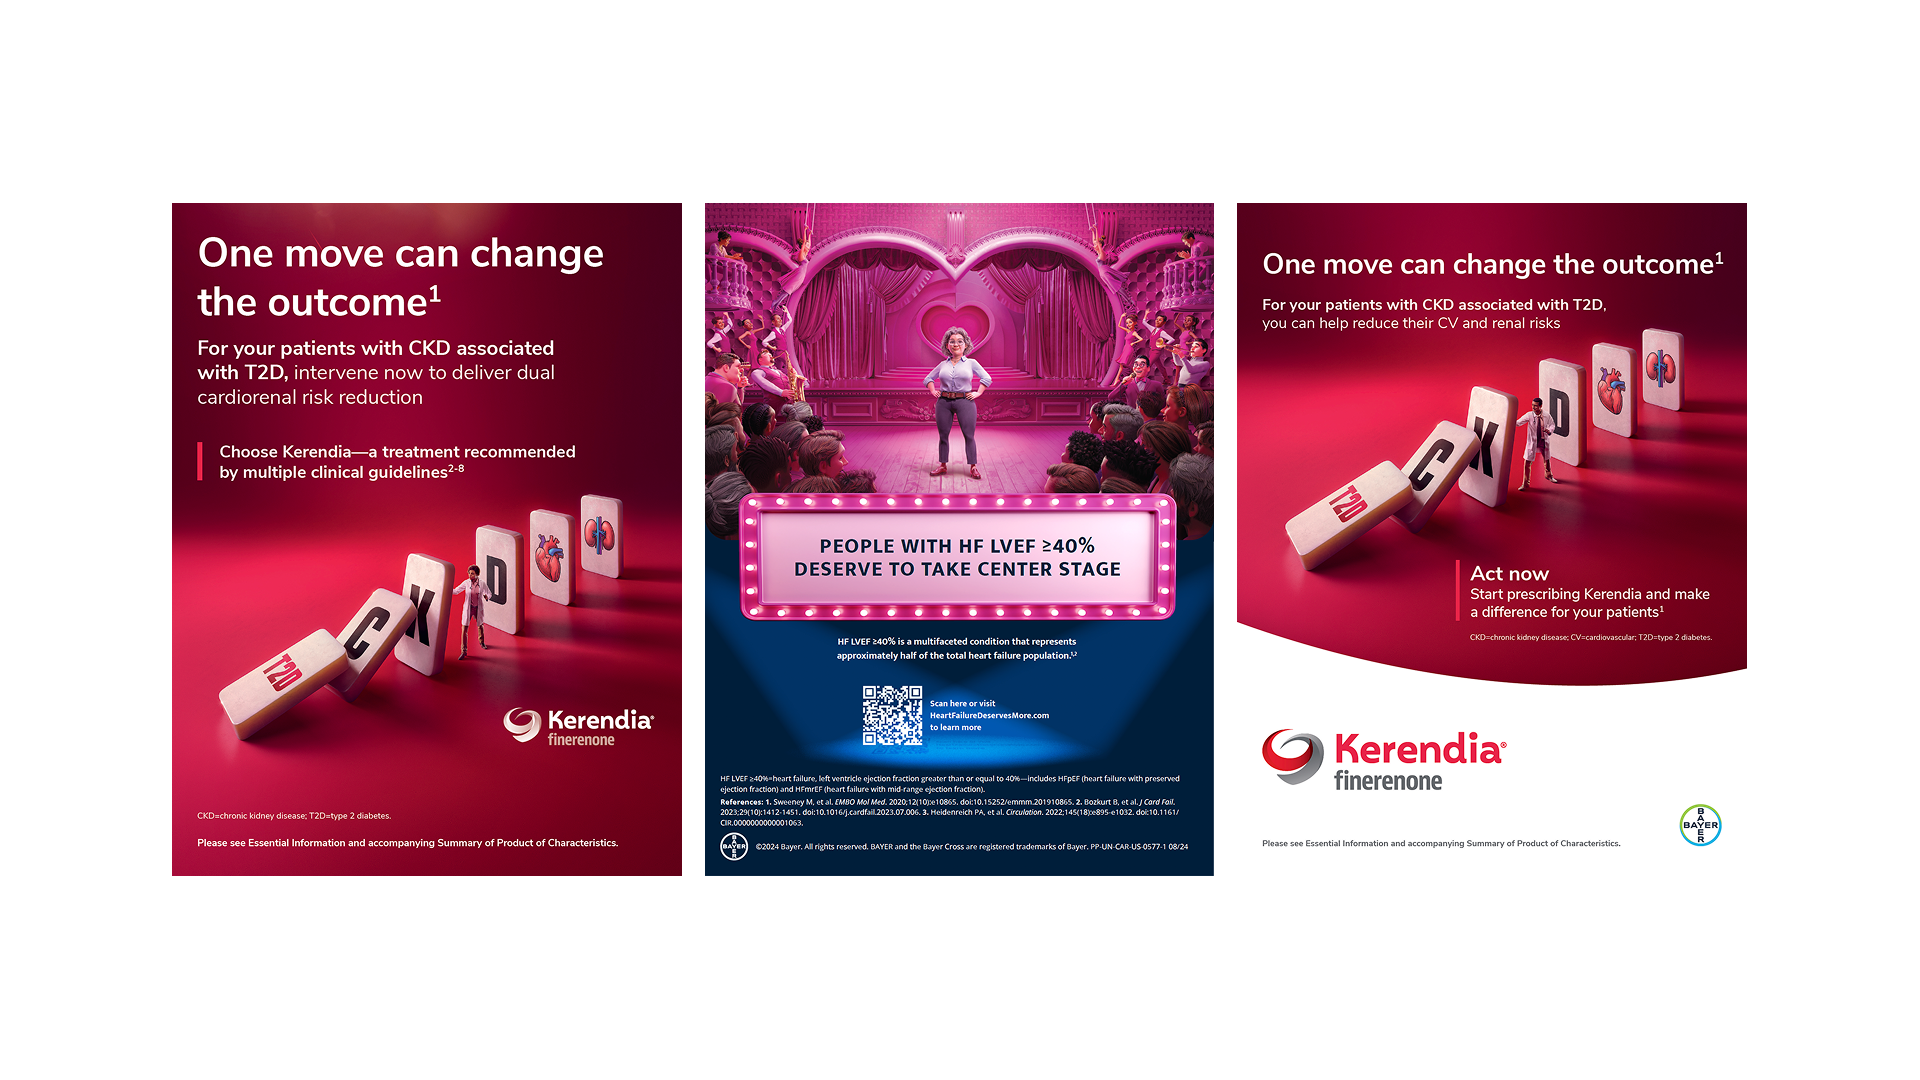 One move can change
the outcome1
For your patients with CKD associated
with T2D, intervene now to deliver dual
cardiorenal risk reduction
Choose Kerendia—a treatment recommended
by multiple clinical guidelines2-8
T2D
C
K
D
Kerendia®
finerenone
CKD=chronic kidney disease; T2D=type 2 diabetes.
Please see Essential Information and accompanying Summary of Product of Characteristics.
PEOPLE WITH HF LVEF ≥40%
DESERVE TO TAKE CENTER STAGE
HF LVEF ≥40% is a multifaceted condition that represents
approximately half of the total heart failure population.1,2
Scan here or visit
HeartFailureDeservesMore.com
to learn more
HF LVEF ≥40%=heart failure, left ventricle ejection fraction greater than or equal to 40%—includes HFpEF (heart failure with preserved
ejection fraction) and HFmrEF (heart failure with mid-range ejection fraction).
References: 1. Sweeney M, et al. EMBO Mol Med. 2020;12(10):e10865. doi:10.15252/emmm.201910865. 2. Bozkurt B, et al. J Card Fail.
2023;29(10):1412-1451. doi:10.1016/j.cardfail.2023.07.006. 3. Heidenreich PA, et al. Circulation. 2022;145(18):e895-e1032. doi:10.1161/
CIR.0000000000001063.
BAYER
BAYER
©2024 Bayer. All rights reserved. BAYER and the Bayer Cross are registered trademarks of Bayer. PP-UN-CAR-US-0577-1 08/24
One move can change the outcome1
For your patients with CKD associated with T2D,
you can help reduce their CV and renal risks
T2D
C
K
D
Act now
Start prescribing Kerendia and make
a difference for your patients1
CKD=chronic kidney disease; CV=cardiovascular; T2D=type 2 diabetes.
Kerendia®
finerenone
BAYER
BAYER
Please see Essential Information and accompanying Summary of Product of Characteristics.